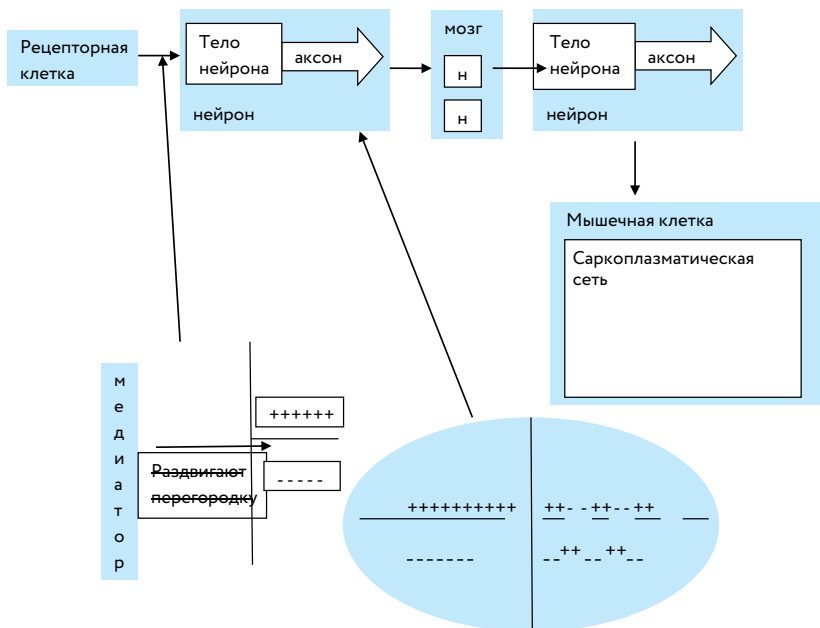 Рецепторная
клетка
Тело
нейрона
аксон
нейрон
мозг
н
н
Тело
нейрона
аксон
нейрон
Мышечная клетка
Саркоплазматическая
сеть
м
е
д
и
а
т
о
р
++++++
-----
Раздвигают
перегородку
++++++++++
-------
++- -++--++
--++--++--